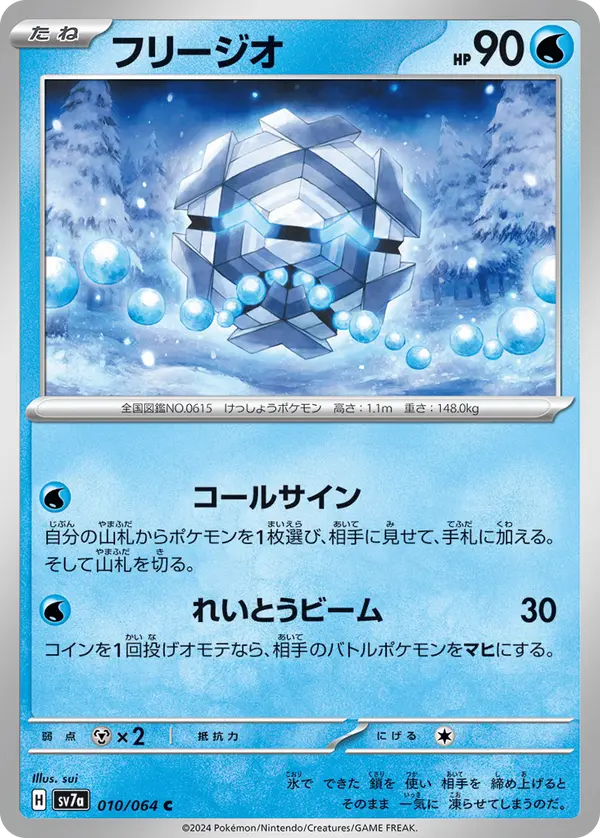 たね
フリージオ
HP 90
全国図鑑NO.0615 けっしょうポケモン 高さ:1.1m 重さ:148.0kg
コールサイン
自分の山札からポケモンを1枚選び、相手に見せて、手札に加える。
そして山札を切る。
れいとうビーム 30
コインを1回投げオモテなら、相手のバトルポケモンをマヒにする。
弱点 ×2 抵抗力 にげる
Illus. sui
H sv7a 010/064 C
氷で できた 鎖を 使い 相手を 締め上げると
そのまま 一気に 凍らせてしまうのだ。
©2024 Pokémon/Nintendo/Creatures/GAME FREAK.